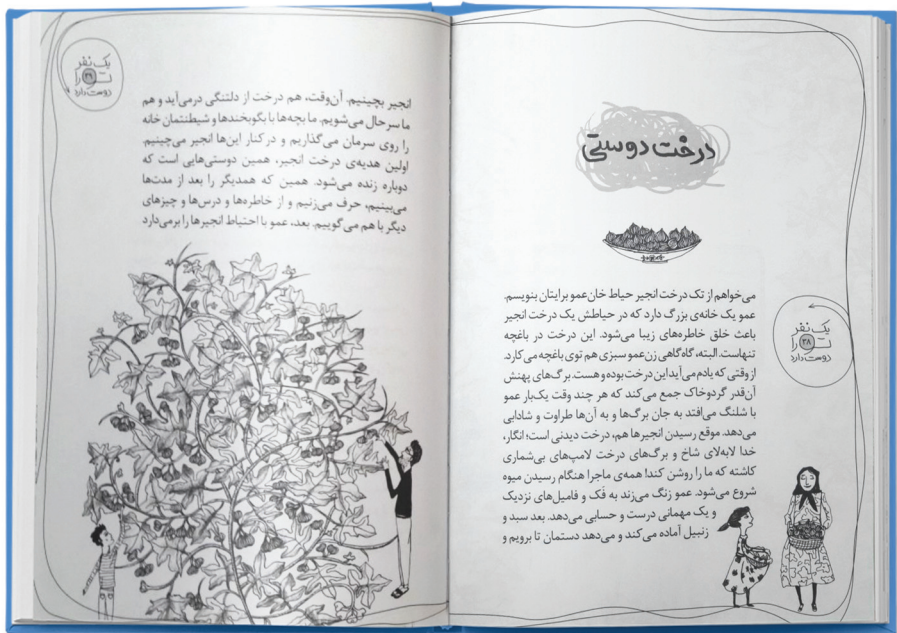 درخت دوستی
می‌خواهم از تک درخت انجیر حیاط خان‌عمو برایتان بنویسم.
عمو یک خانه‌ی بزرگ دارد که در حیاطش یک درخت انجیر
باعث خلق خاطره‌های زیبا می‌شود. این درخت در باغچه
تنهاست. البته، گاه‌گاهی زن‌عمو سبزی هم توی باغچه می‌کارد.
از وقتی که یادم می‌آید این درخت بوده و هست. برگ‌های پهنش
آن‌قدر گردوخاک جمع می‌کند که هر چند وقت یک‌بار عمو
با شلنگ می‌افتد به جان برگ‌ها و به آن‌ها طراوت و شادابی
می‌دهد. موقع رسیدن انجیرها هم، درخت دیدنی است؛ انگار،
خدا لابه‌لای شاخ و برگ‌های درخت لامپ‌های بی‌شماری
کاشته که ما را روشن کند! همه‌ی ماجرا هنگام رسیدن میوه
شروع می‌شود. عمو زنگ می‌زند به فَک و فامیل‌های نزدیک
و یک مهمانی درست و حسابی می‌دهد. بعد سبد و
زنبیل آماده می‌کند و می‌دهد دستمان تا برویم و
یک نفر
تو را
۳۸
دوست دارد
یک نفر
تو را
۳۹
دوست دارد
انجیر بچینیم. آن‌وقت، هم درخت از دلتنگی درمی‌آید و هم
ما سرحال می‌شویم. ما بچه‌ها با بگوبخندها و شیطنتمان خانه
را روی سرمان می‌گذاریم و در کنار این‌ها انجیر می‌چینیم.
اولین هدیه‌ی درخت انجیر، همین دوستی‌هایی است که
دوباره زنده می‌شود. همین که همدیگر را بعد از مدت‌ها
می‌بینیم، حرف می‌زنیم و از خاطره‌ها و درس‌ها و چیزهای
دیگر با هم می‌گوییم. بعد، عمو با احتیاط انجیرها را برمی‌دارد